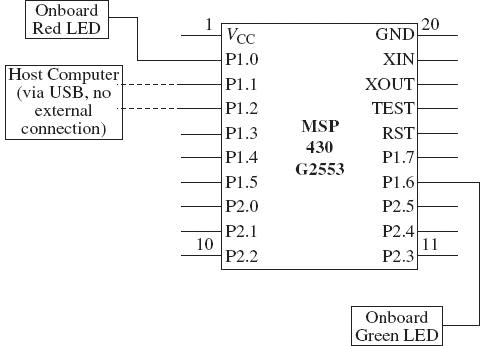 Onboard
Red LED
Host Computer
(via USB, no
external
connection)
1
VCC
P1.0
P1.1
P1.2
P1.3
P1.4
P1.5
P2.0
P2.1
10
P2.2
MSP
430
G2553
20
GND
XIN
XOUT
TEST
RST
P1.7
P1.6
P2.5
P2.4
11
P2.3
Onboard
Green LED